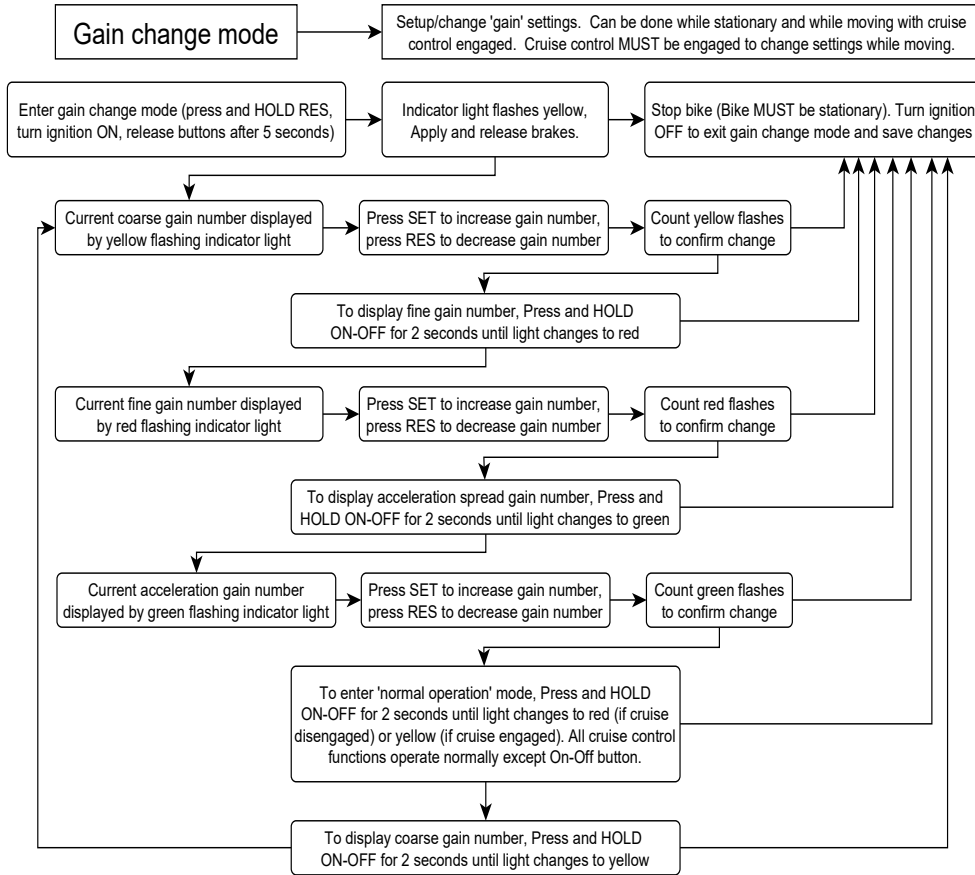 Gain change mode
Setup/change 'gain' settings.  Can be done while stationary and while moving with cruise
control engaged.  Cruise control MUST be engaged to change settings while moving.
Enter gain change mode (press and HOLD RES,
turn ignition ON, release buttons after 5 seconds)
Indicator light flashes yellow,
Apply and release brakes.
Stop bike (Bike MUST be stationary). Turn ignition
OFF to exit gain change mode and save changes
Current coarse gain number displayed
by yellow flashing indicator light
Press SET to increase gain number,
press RES to decrease gain number
Count yellow flashes
to confirm change
To display fine gain number, Press and HOLD
ON-OFF for 2 seconds until light changes to red
Current fine gain number displayed
by red flashing indicator light
Press SET to increase gain number,
press RES to decrease gain number
Count red flashes
to confirm change
To display acceleration spread gain number, Press and
HOLD ON-OFF for 2 seconds until light changes to green
Current acceleration gain number
displayed by green flashing indicator light
Press SET to increase gain number,
press RES to decrease gain number
Count green flashes
to confirm change
To enter 'normal operation' mode, Press and HOLD
ON-OFF for 2 seconds until light changes to red (if cruise
disengaged) or yellow (if cruise engaged). All cruise control
functions operate normally except On-Off button.
To display coarse gain number, Press and HOLD
ON-OFF for 2 seconds until light changes to yellow